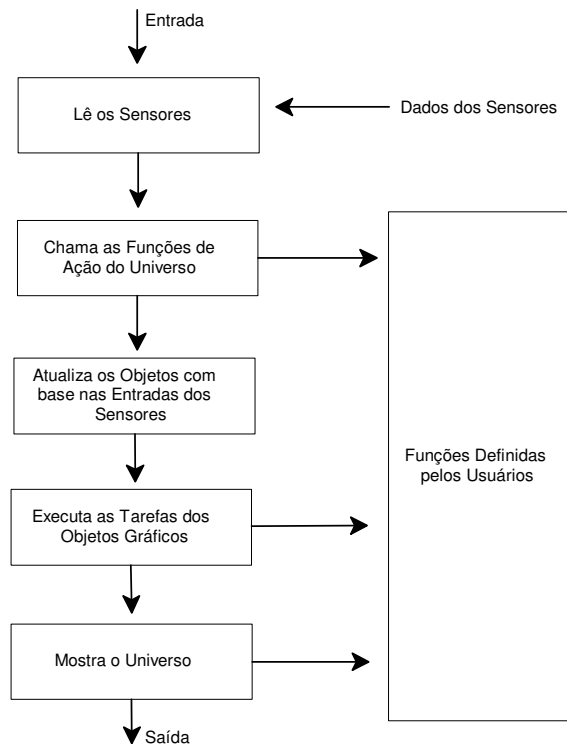 Entrada
Lê os Sensores
Dados dos Sensores
Chama as Funções de
Ação do Universo
Atualiza os Objetos com
base nas Entradas dos
Sensores
Funções Definidas
pelos Usuários
Executa as Tarefas dos
Objetos Gráficos
Mostra o Universo
Saída